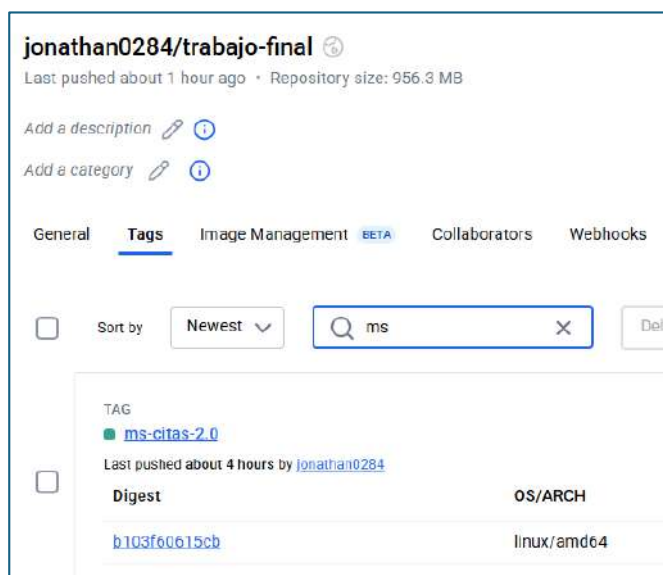 jonathan0284/trabajo-final
Last pushed about 1 hour ago • Repository size: 956.3 MB
Add a description
Add a category
General Tags Image Management BETA Collaborators Webhooks
Sort by Newest ms Del
TAG
ms-citas-2.0
Last pushed about 4 hours by jonathan0284
Digest OS/ARCH
b103f60615cb linux/amd64